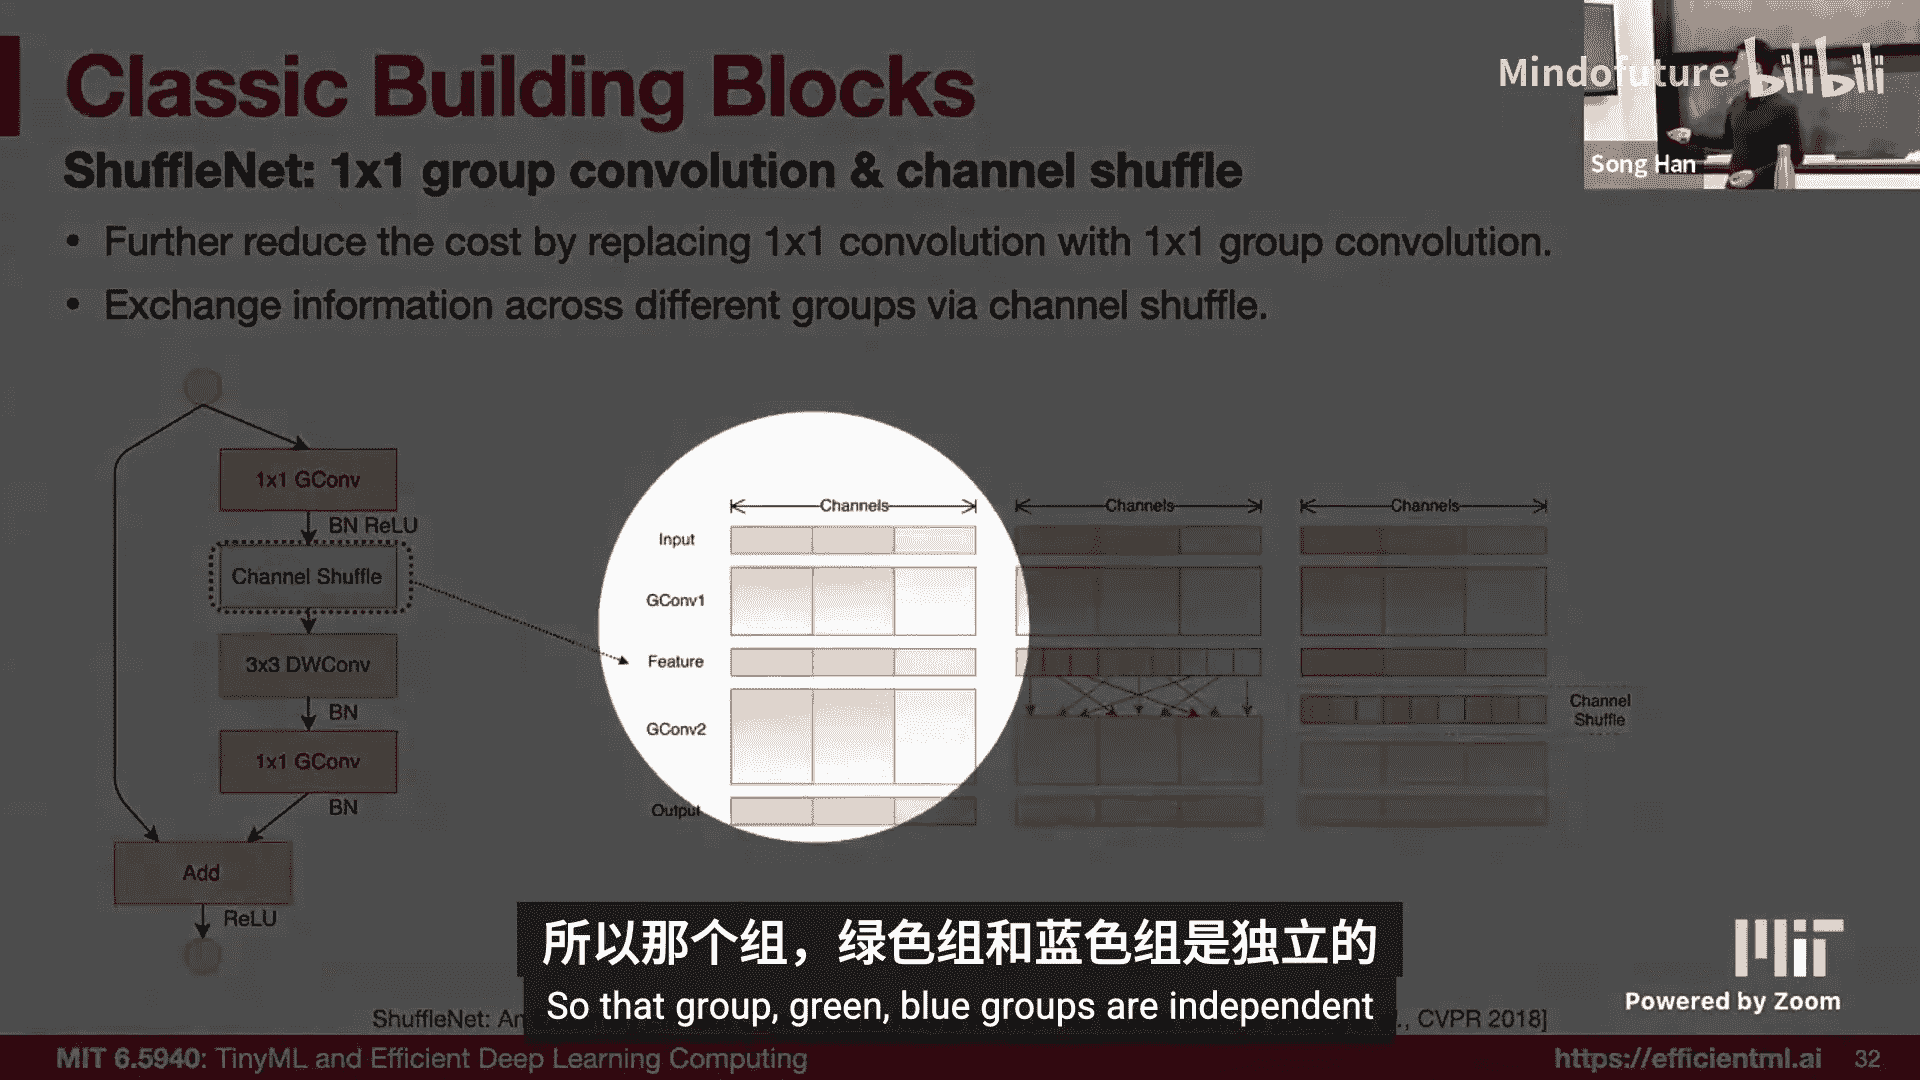 Classic Building Blocks
Mindofuture bilibili
Song Han
ShuffleNet: 1x1 group convolution & channel shuffle
• Further reduce the cost by replacing 1x1 convolution with 1x1 group convolution.
• Exchange information across different groups via channel shuffle.
1x1 GConv
BN ReLU
Channel Shuffle
3x3 DWConv
BN
1x1 GConv
BN
Add
ReLU
Channels
Channels
Channels
Input
GConv1
Feature
GConv2
Output
Channel
Shuffle
所以那个组，绿色组和蓝色组是独立的
So that group, green, blue groups are independent
ShuffleNet: An
., CVPR 2018]
MIT
Powered by Zoom
MIT 6.5940: TinyML and Efficient Deep Learning Computing
https://efficientml.ai 32